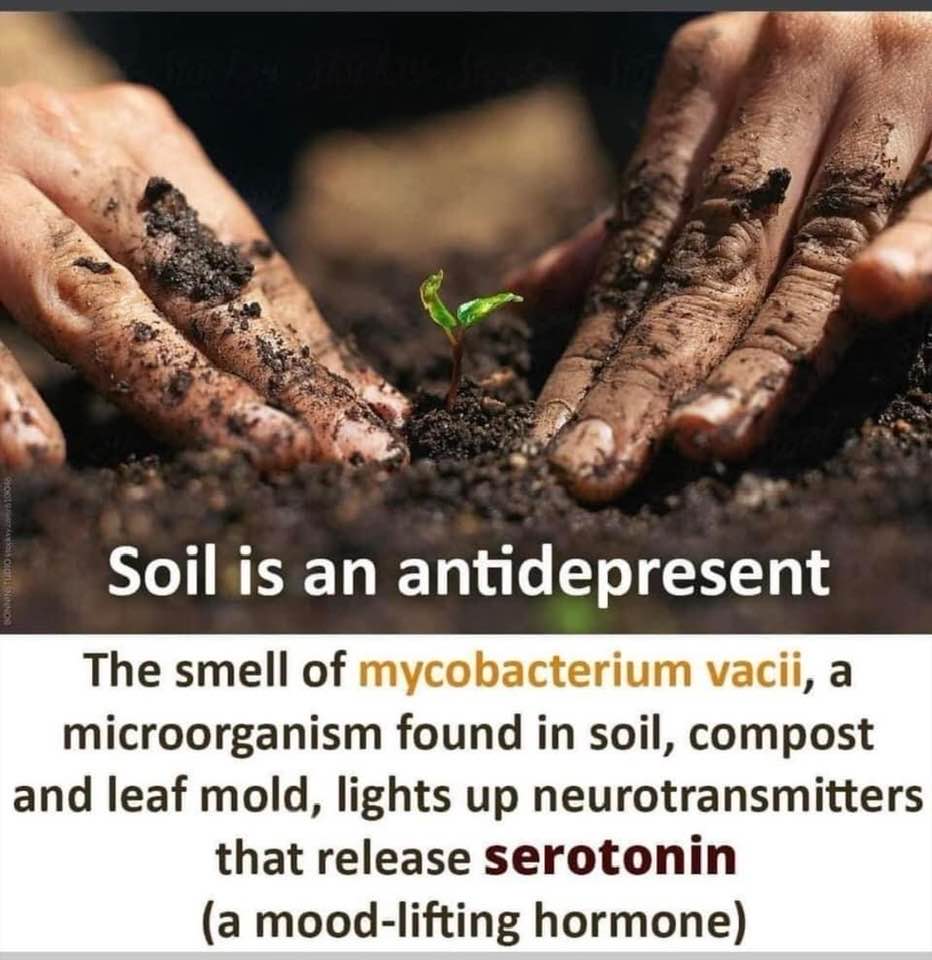 Soil is an antidepresent
The smell of mycobacterium vacii, a
microorganism found in soil, compost
and leaf mold, lights up neurotransmitters
that release serotonin
(a mood-lifting hormone)